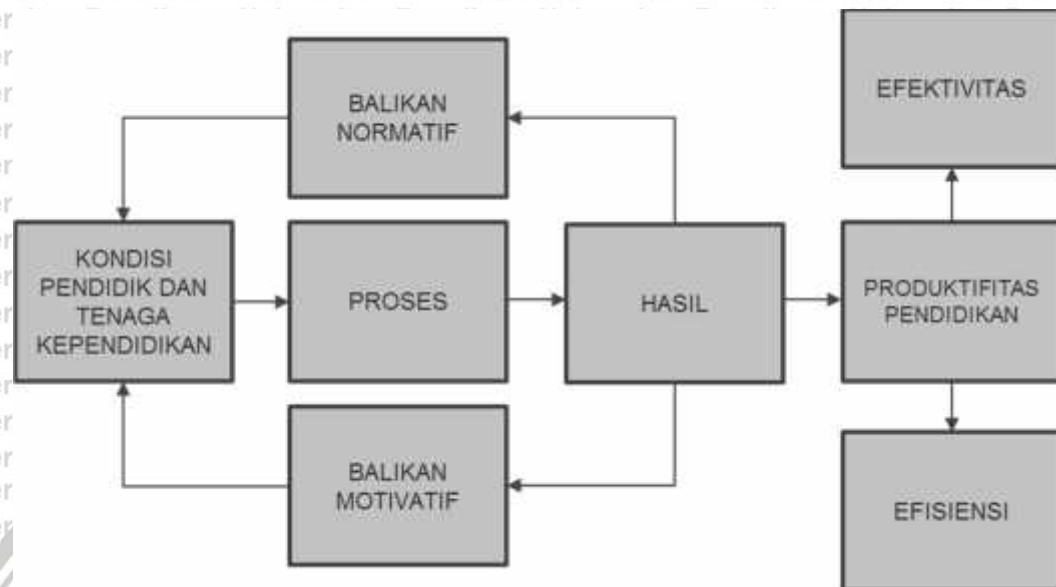 BALIKAN
NORMATIF
EFEKTIVITAS
KONDISI
PENDIDIK DAN
TENAGA
KEPENDIDIKAN
PROSES
HASIL
PRODUKTIFITAS
PENDIDIKAN
BALIKAN
MOTIVATIF
EFISIENSI